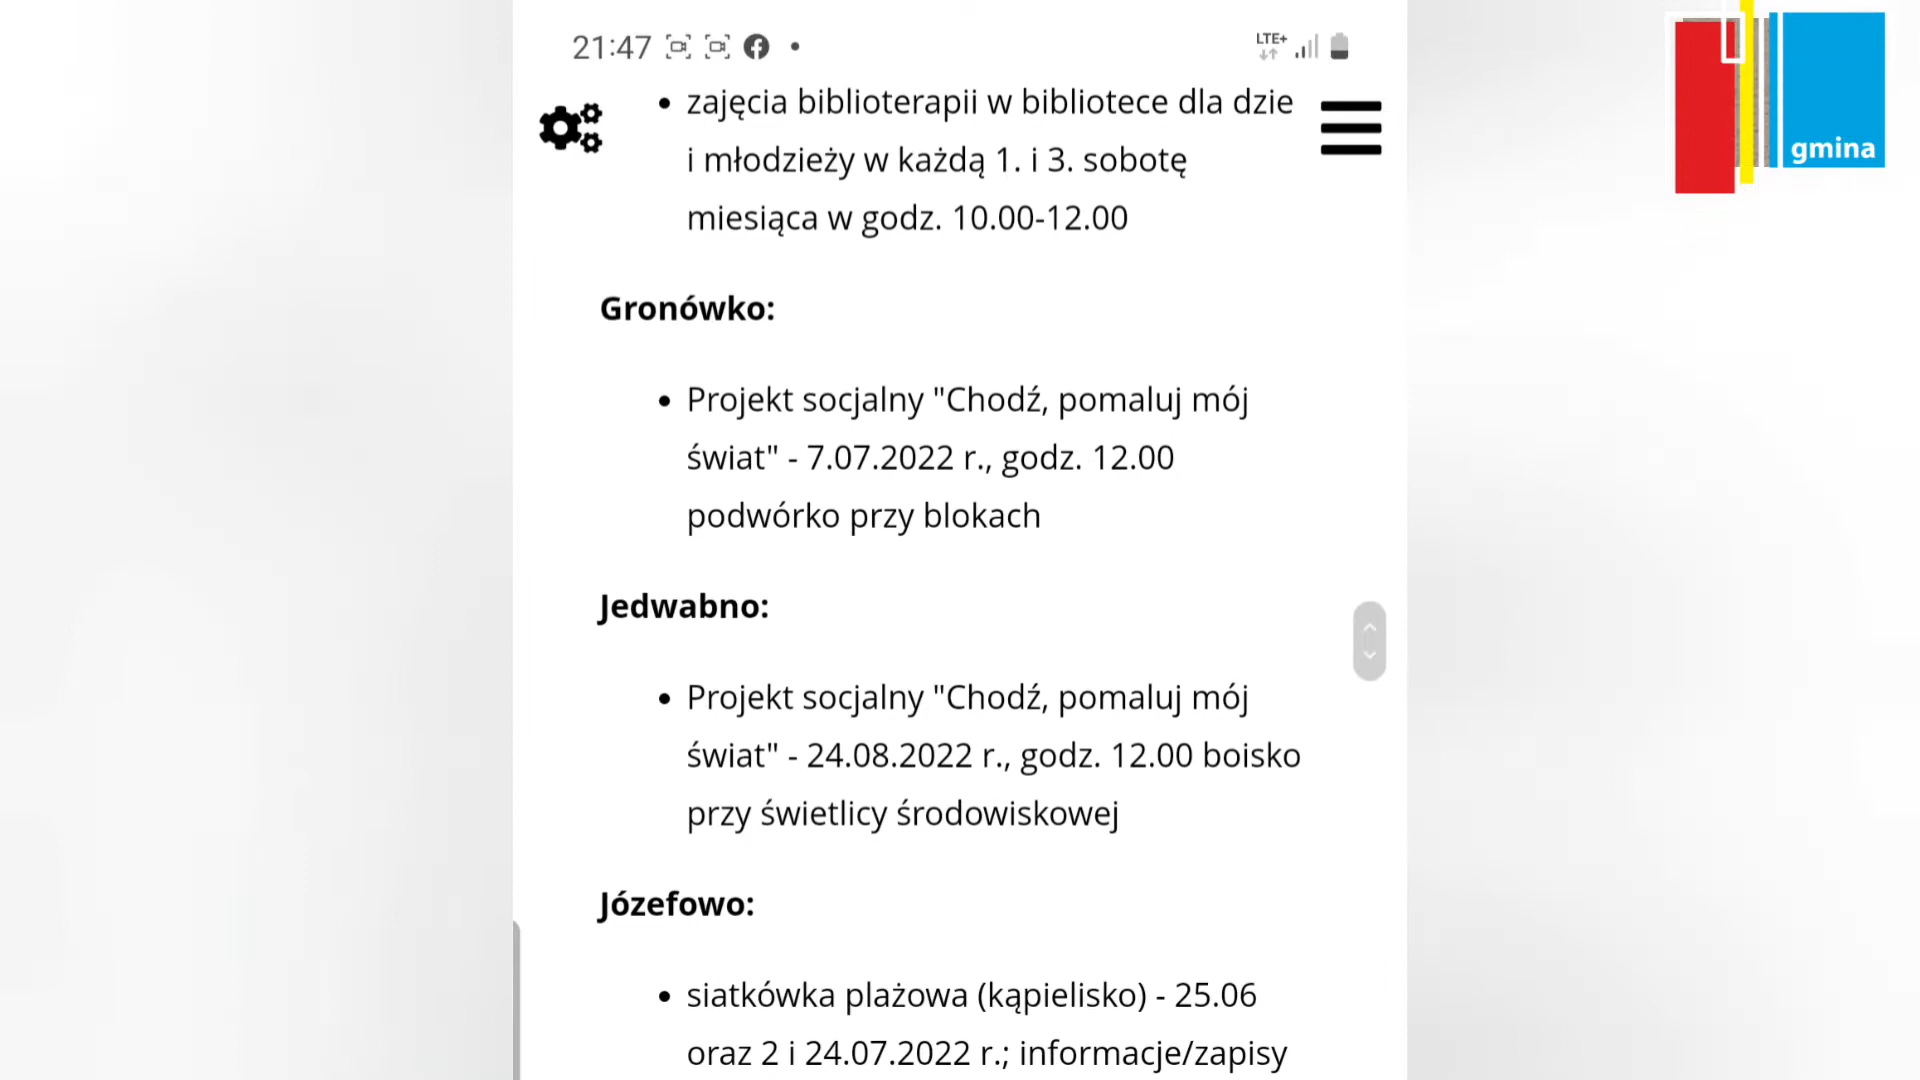 21:47
LTE+
• zajęcia biblioterapii w bibliotece dla dzie
i młodzieży w każdą 1. i 3. sobotę
miesiąca w godz. 10.00-12.00
gmina
Gronówko:
• Projekt socjalny "Chodź, pomaluj mój
świat" - 7.07.2022 r., godz. 12.00
podwórko przy blokach
Jedwabno:
• Projekt socjalny "Chodź, pomaluj mój
świat" - 24.08.2022 r., godz. 12.00 boisko
przy świetlicy środowiskowej
Józefowo:
• siatkówka plażowa (kąpielisko) - 25.06
oraz 2 i 24.07.2022 r.; informacje/zapisy